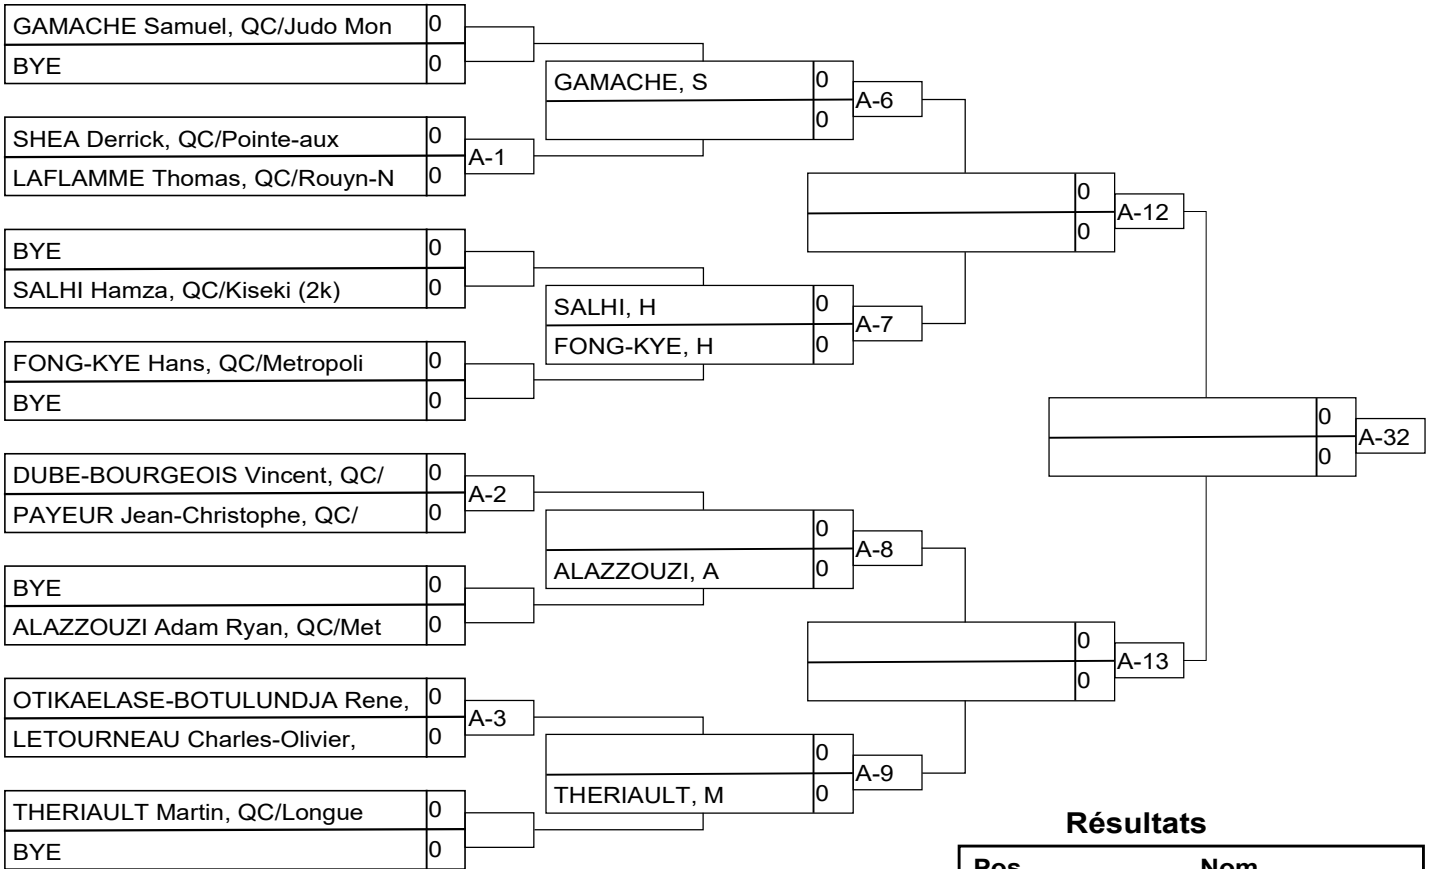 GAMACHE Samuel, QC/Judo Mon 0
BYE 0
SHEA Derrick, QC/Pointe-aux 0
LAFLAMME Thomas, QC/Rouyn-N 0
A-1
BYE 0
SALHI Hamza, QC/Kiseki (2k) 0
FONG-KYE Hans, QC/Metropoli 0
BYE 0
DUBE-BOURGEOIS Vincent, QC/ 0
PAYEUR Jean-Christophe, QC/ 0
A-2
BYE 0
ALAZZOUZI Adam Ryan, QC/Met 0
OTIKAELASE-BOTULUNDJA Rene, 0
LETOURNEAU Charles-Olivier, 0
A-3
THERIAULT Martin, QC/Longue 0
BYE 0
GAMACHE, S 0
0
A-6
SALHI, H 0
FONG-KYE, H 0
A-7
0
ALAZZOUZI, A 0
A-8
0
THERIAULT, M 0
A-9
0
0
A-12
0
0
A-13
0
0
A-32
Résultats
Pos Nom